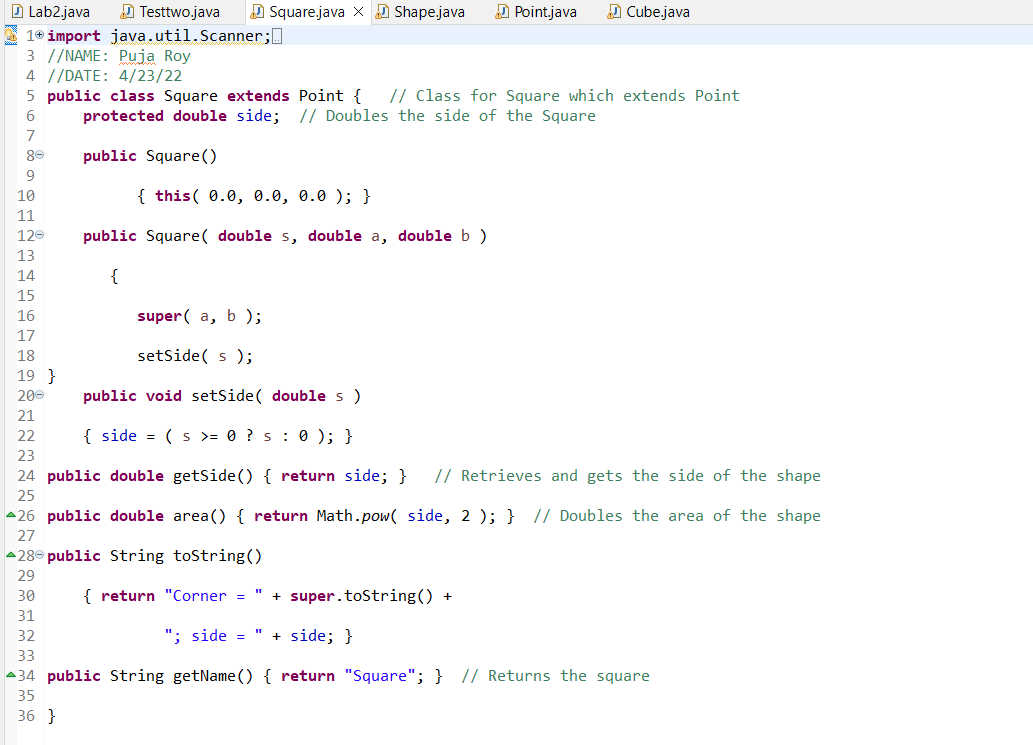 Lab2.java Testtwo.java Square.java Shape.java Point.java Cube.java
1 import java.util.Scanner;
3 //NAME: Puja Roy
4 //DATE: 4/23/22
5 public class Square extends Point {   // Class for Square which extends Point
6     protected double side;  // Doubles the side of the Square
7
8     public Square()
9
10           { this( 0.0, 0.0, 0.0 ); }
11
12     public Square( double s, double a, double b )
13
14        {
15
16           super( a, b );
17
18           setSide( s );
19 }
20     public void setSide( double s )
21
22     { side = ( s >= 0 ? s : 0 ); }
23
24 public double getSide() { return side; }   // Retrieves and gets the side of the shape
25
26 public double area() { return Math.pow( side, 2 ); }  // Doubles the area of the shape
27
28 public String toString()
29
30     { return "Corner = " + super.toString() +
31
32              "; side = " + side; }
33
34 public String getName() { return "Square"; }  // Returns the square
35
36 }